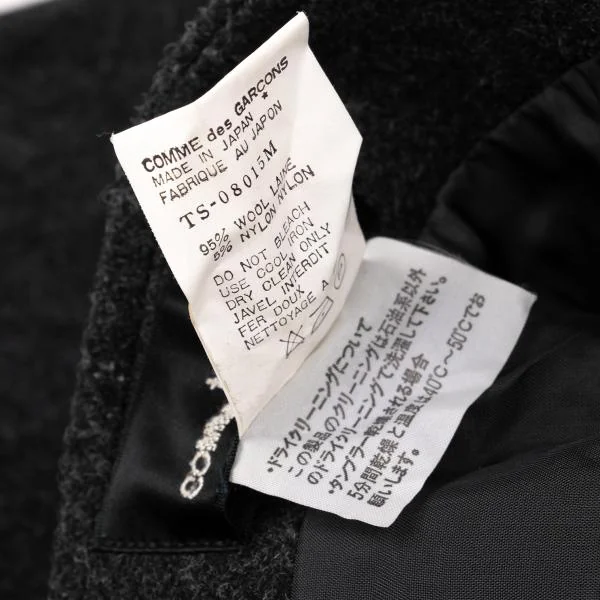 COMME des GARCONS
MADE IN JAPAN *
FABRIQUE AU JAPON
TS-08015M
95% WOOL LAINE
5% NYLON NYLON
DO NOT BLEACH
USE COOL IRON
DRY CLEAN ONLY
JAVEL INTERDIT
FER DOUX
NETTOYAGE A
・ドライクリーニングについて
この製品のクリーニングは石油系以外
のドライクリーニングで洗濯して下さい。
・タンブラー乾燥される場合
5分間乾燥と温度は40℃〜50℃でお
願いします。